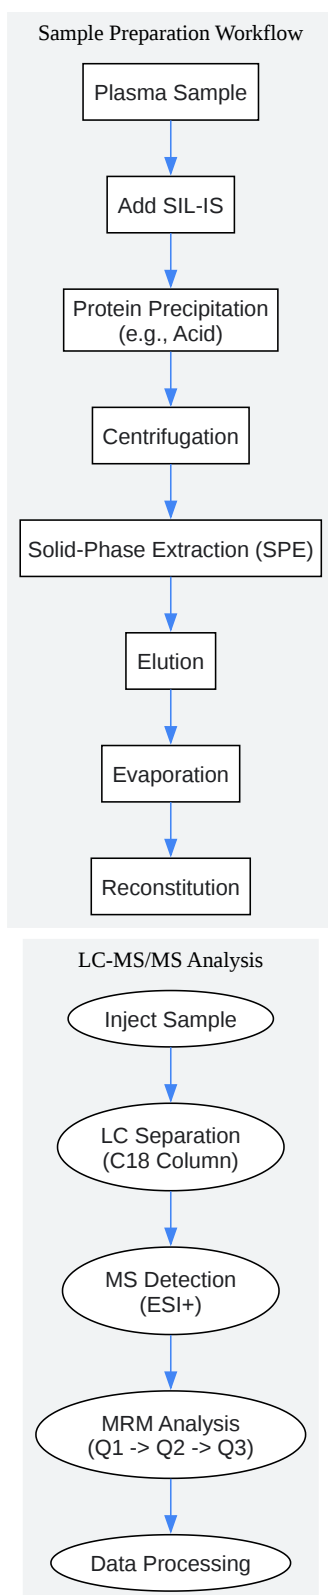 Sample Preparation Workflow
Plasma Sample
Add SIL-IS
Protein Precipitation
(e.g., Acid)
Centrifugation
Solid-Phase Extraction (SPE)
Elution
Evaporation
Reconstitution
LC-MS/MS Analysis
Inject Sample
LC Separation
(C18 Column)
MS Detection
(ESI+)
MRM Analysis
(Q1 -> Q2 -> Q3)
Data Processing